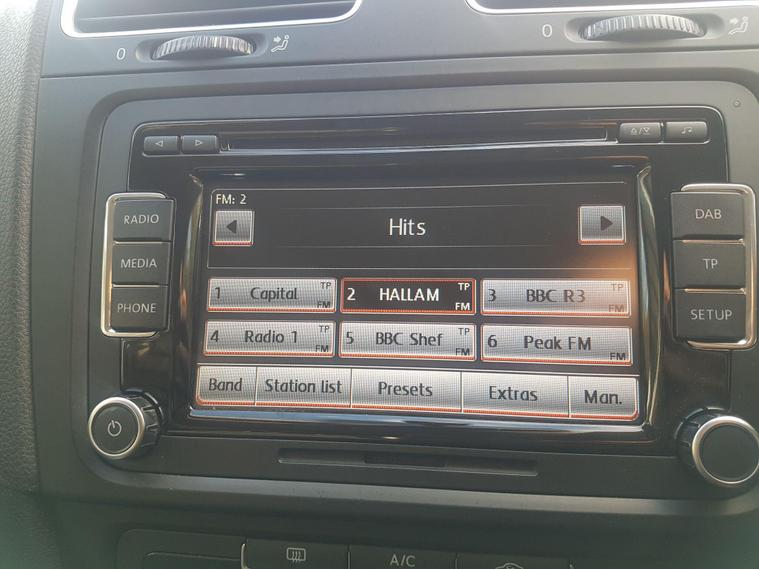 0
0
RADIO
MEDIA
PHONE
FM: 2
Hits
1 Capital TP FM
2 HALLAM TP FM
3 BBC R3 FM
4 Radio 1 TP FM
5 BBC Shef TP FM
6 Peak FM FM
Band Station list Presets Extras Man.
DAB
TP
SETUP
A/C